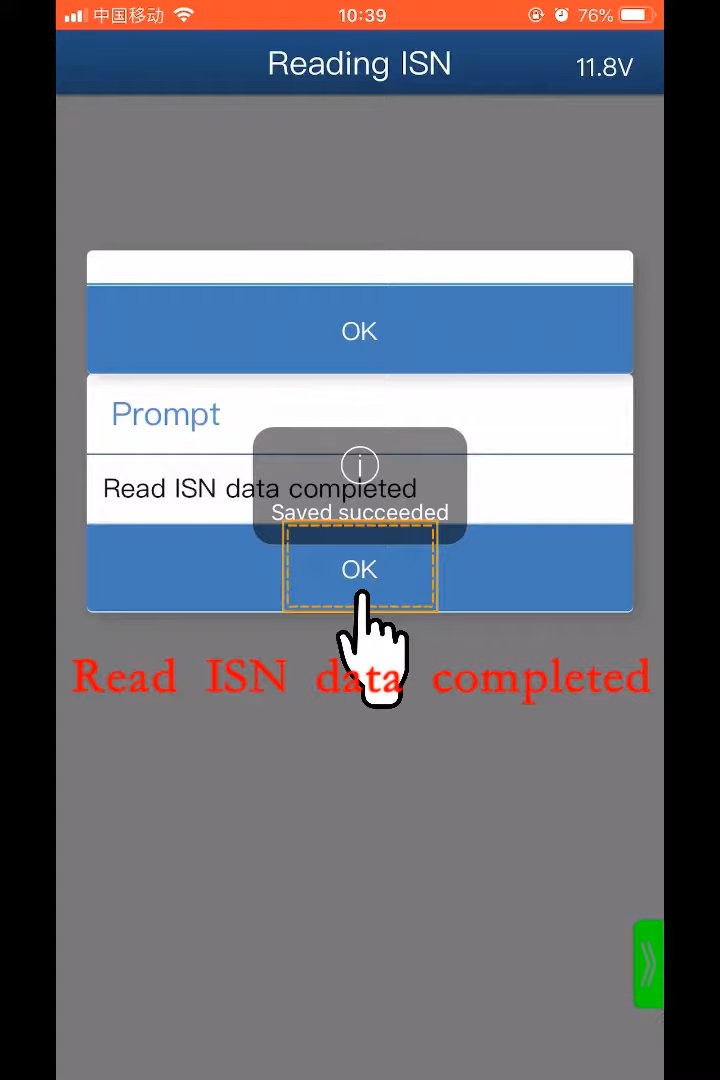 中国移动 10:39 76%
Reading ISN 11.8V
OK
Prompt
Read ISN data completed
Saved succeeded
OK
Read ISN data completed